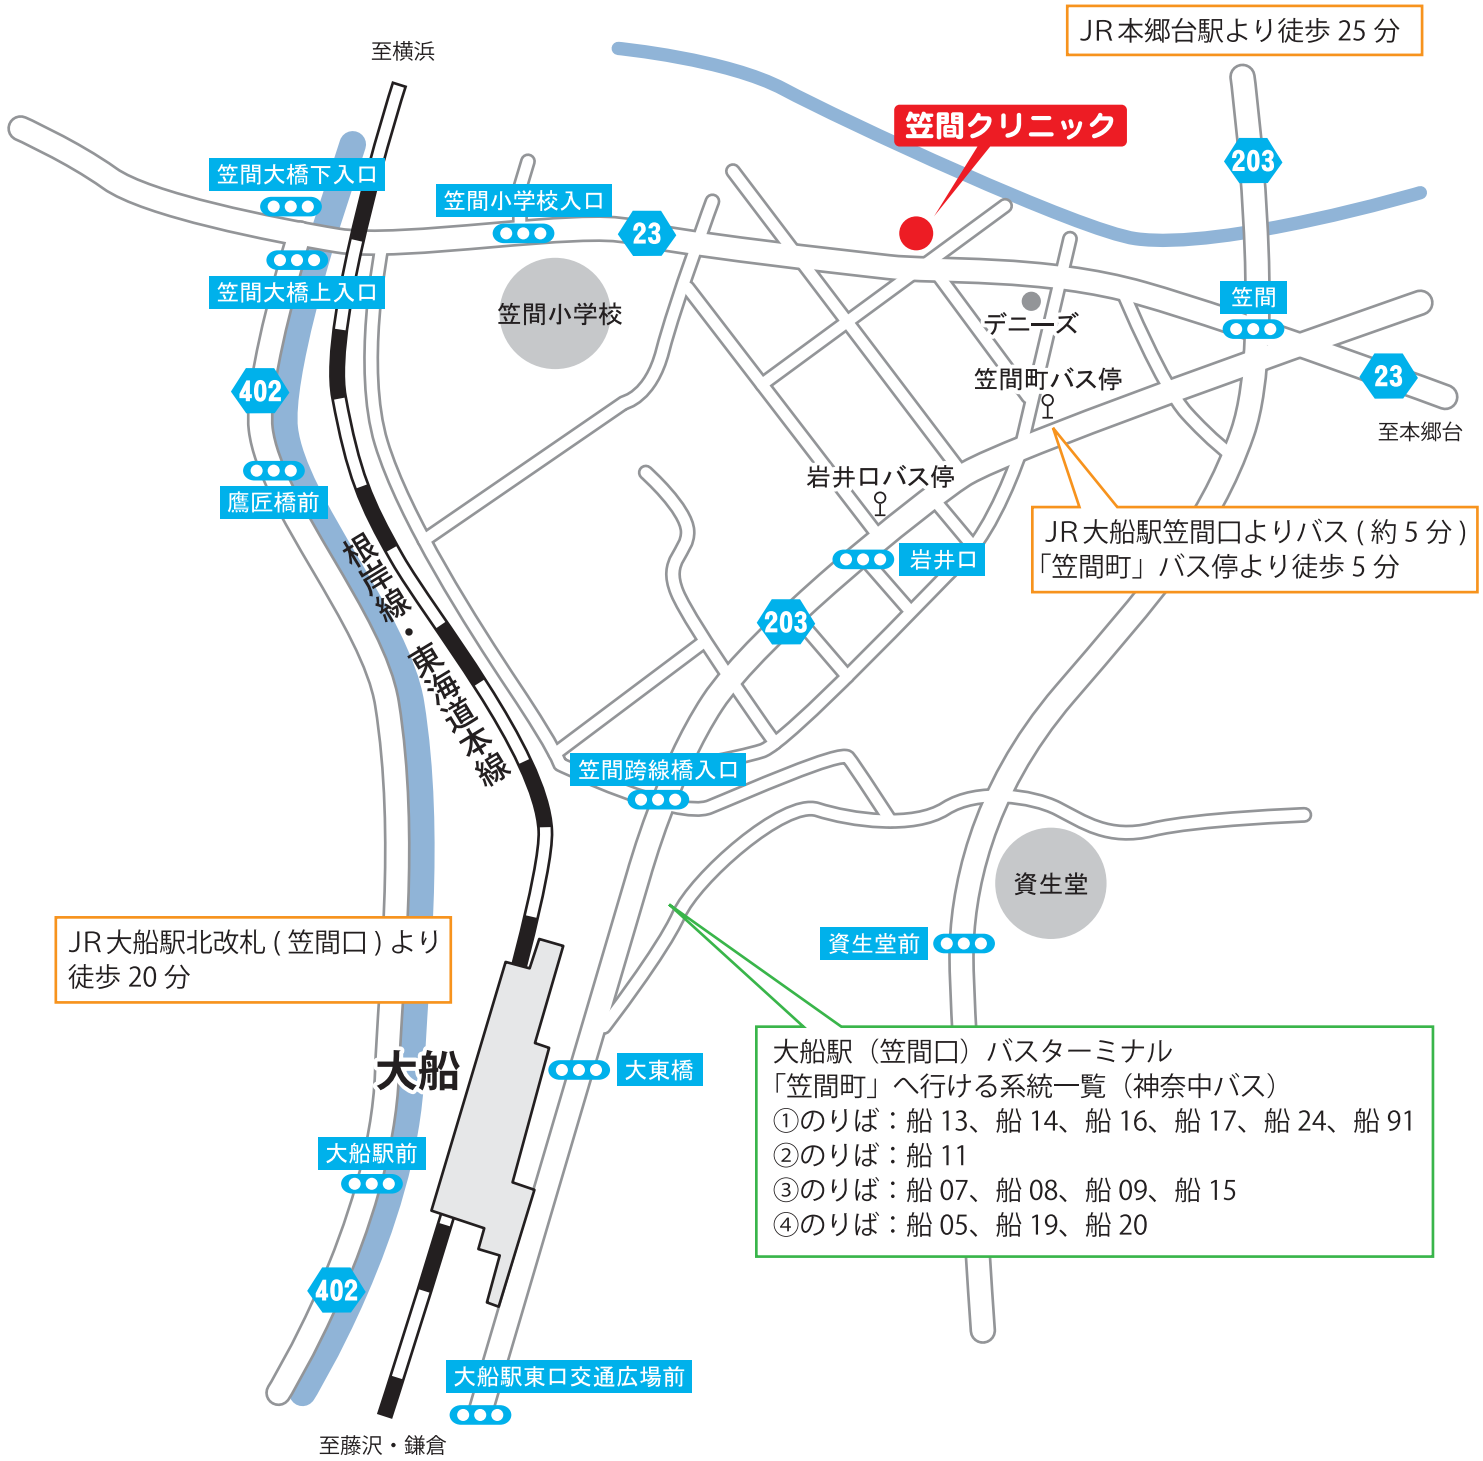 JR本郷台駅より徒歩25分
至横浜
笠間クリニック
203
笠間大橋下入口
笠間小学校入口
23
笠間大橋上入口
笠間
笠間小学校
デニーズ
笠間町バス停
23
402
至本郷台
岩井口バス停
鷹匠橋前
JR大船駅笠間口よりバス(約5分)
「笠間町」バス停より徒歩5分
岩井口
根岸線・東海道本線
203
笠間跨線橋入口
資生堂
資生堂前
JR大船駅北改札(笠間口)より
徒歩20分
大船
大東橋
大船駅(笠間口)バスターミナル
「笠間町」へ行ける系統一覧(神奈中バス)
①のりば:船13、船14、船16、船17、船24、船91
②のりば:船11
③のりば:船07、船08、船09、船15
④のりば:船05、船19、船20
大船駅前
402
大船駅東口交通広場前
至藤沢・鎌倉